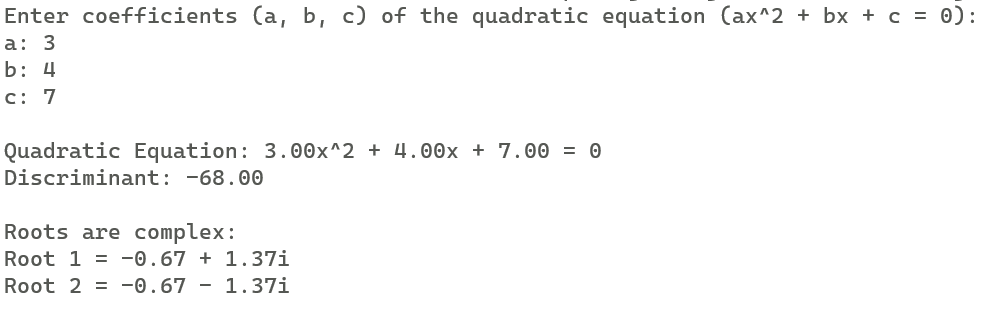 Enter coefficients (a, b, c) of the quadratic equation (ax^2 + bx + c = 0):
a: 3
b: 4
c: 7
Quadratic Equation: 3.00x^2 + 4.00x + 7.00 = 0
Discriminant: -68.00
Roots are complex:
Root 1 = -0.67 + 1.37i
Root 2 = -0.67 - 1.37i